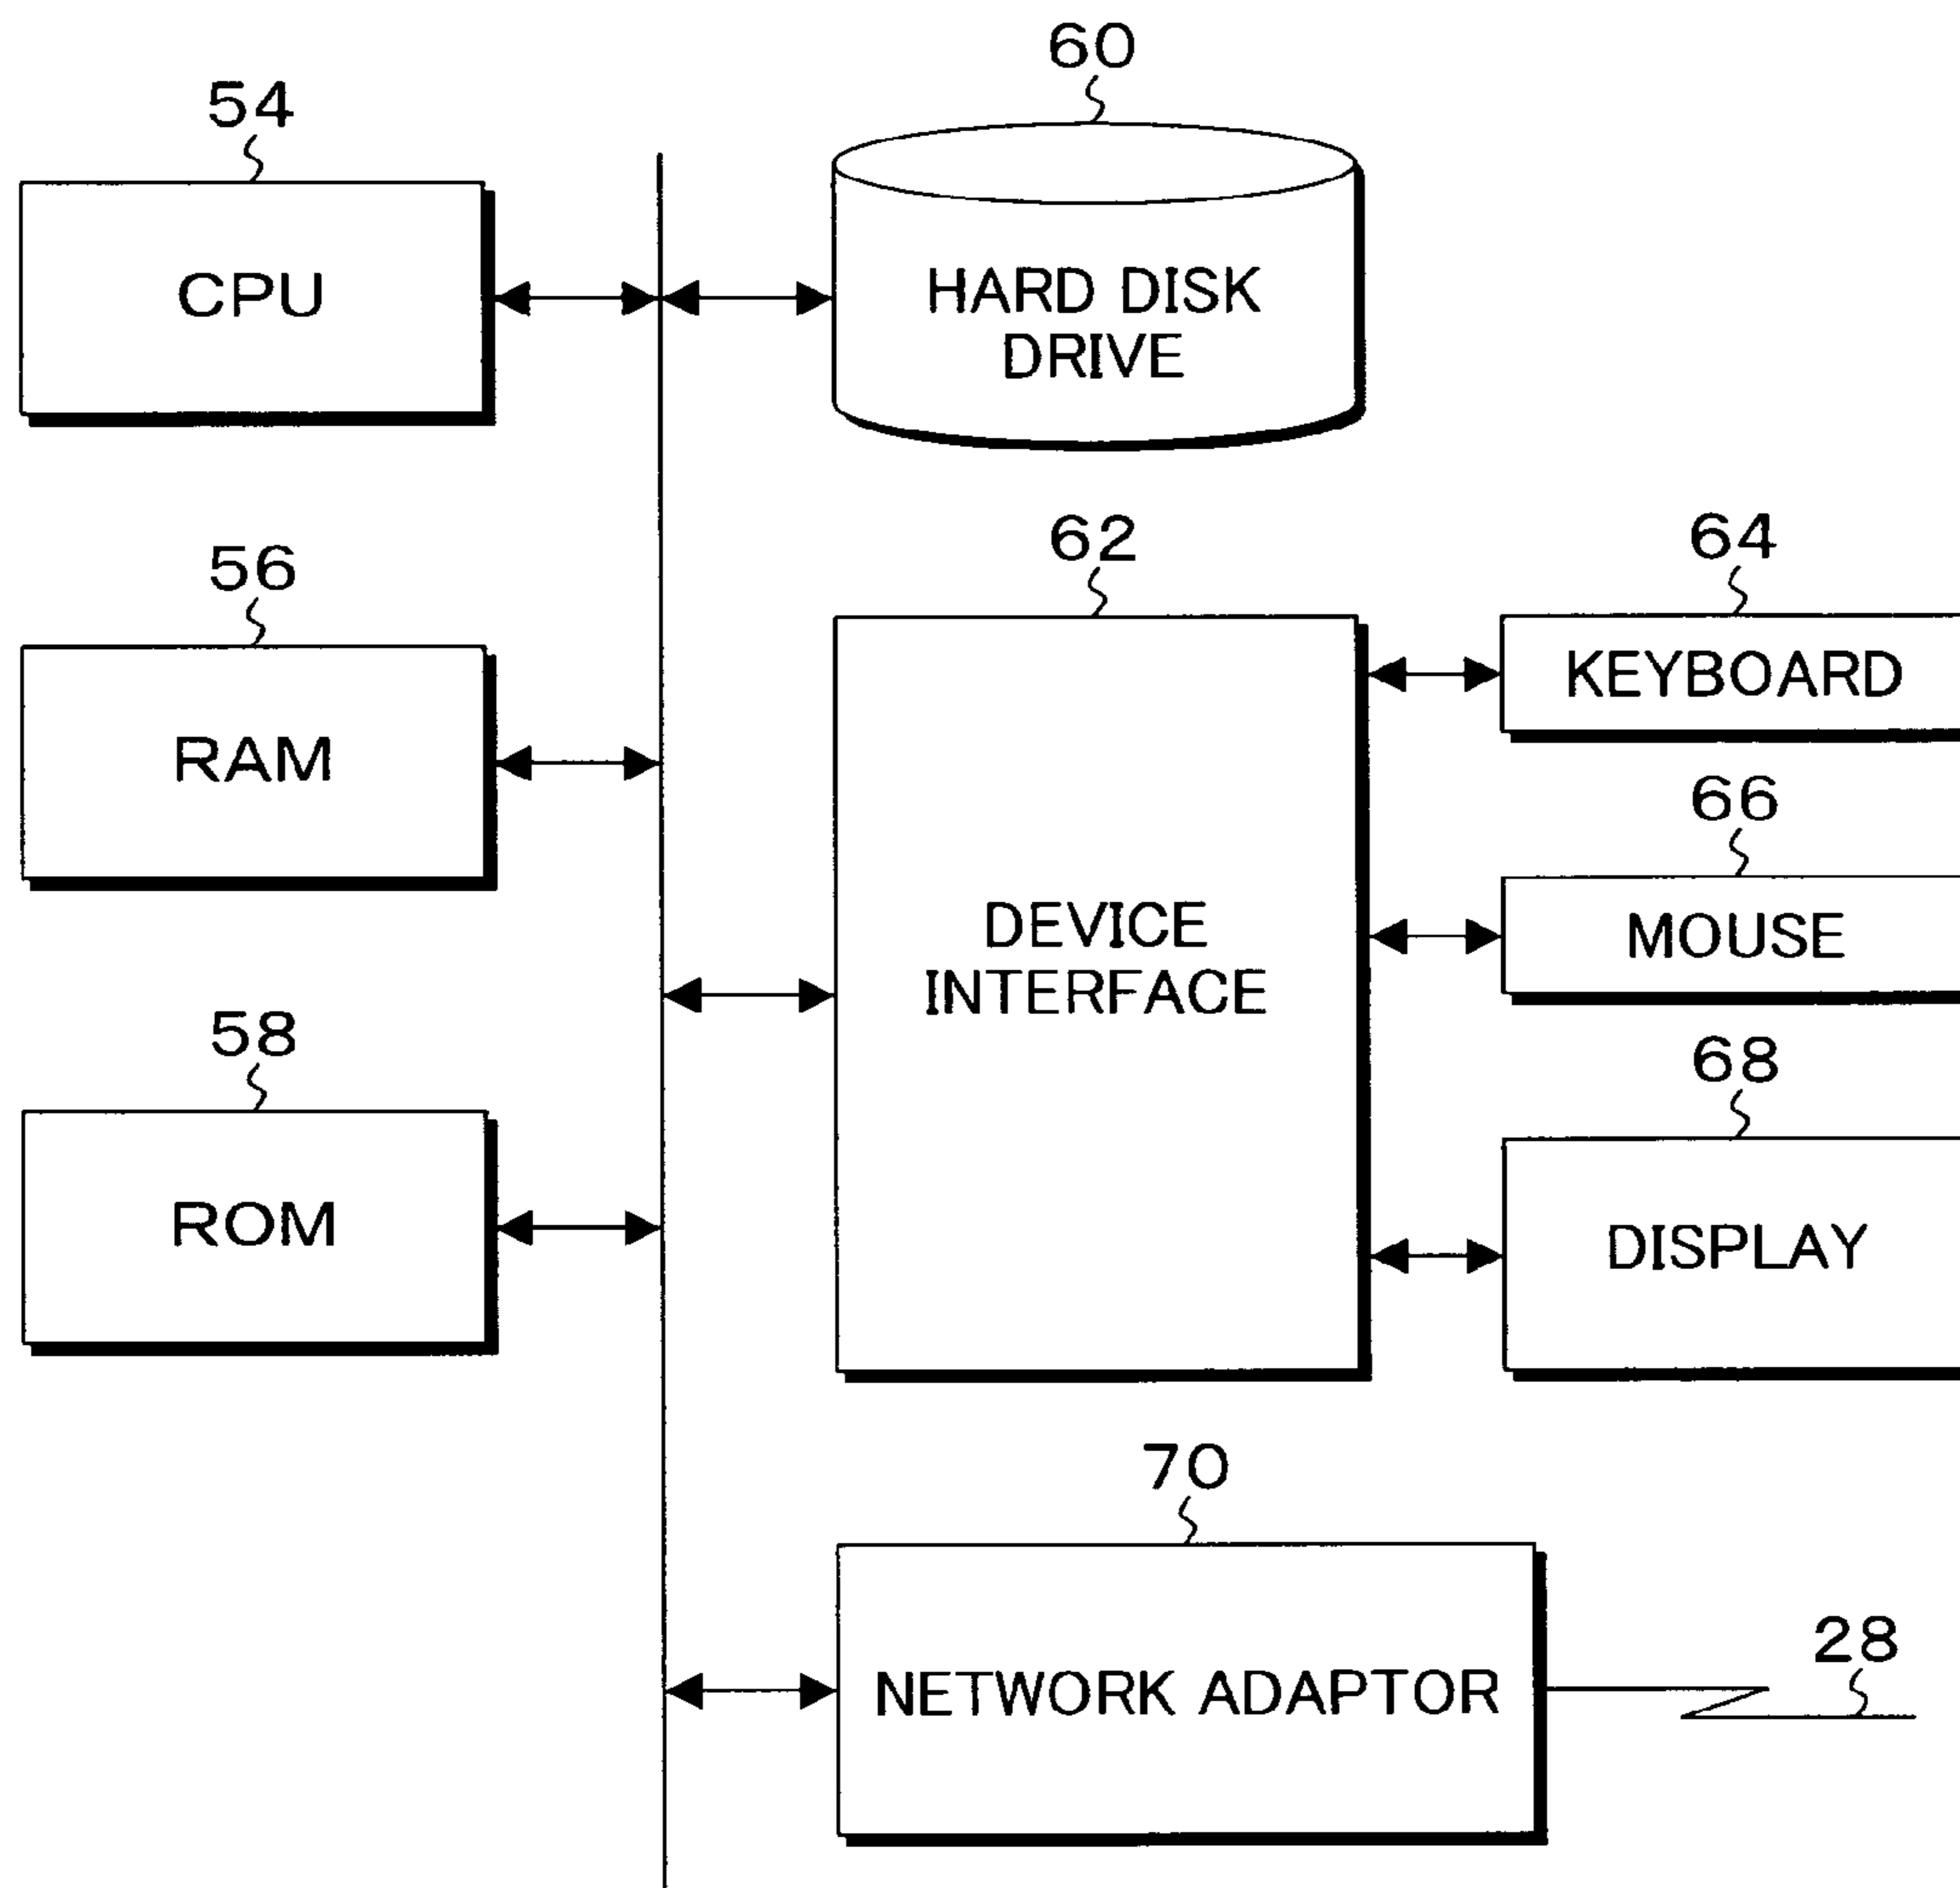 60
54
CPU
HARD DISK
DRIVE
62
64
56
KEYBOARD
RAM
66
DEVICE
INTERFACE
MOUSE
58
68
ROM
DISPLAY
70
28
NETWORK ADAPTOR